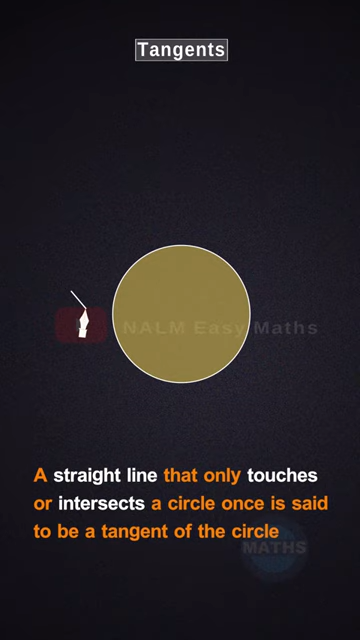 Tangents
NALM Easy Maths
A straight line that only touches
or intersects a circle once is said
to be a tangent of the circle
MATHS